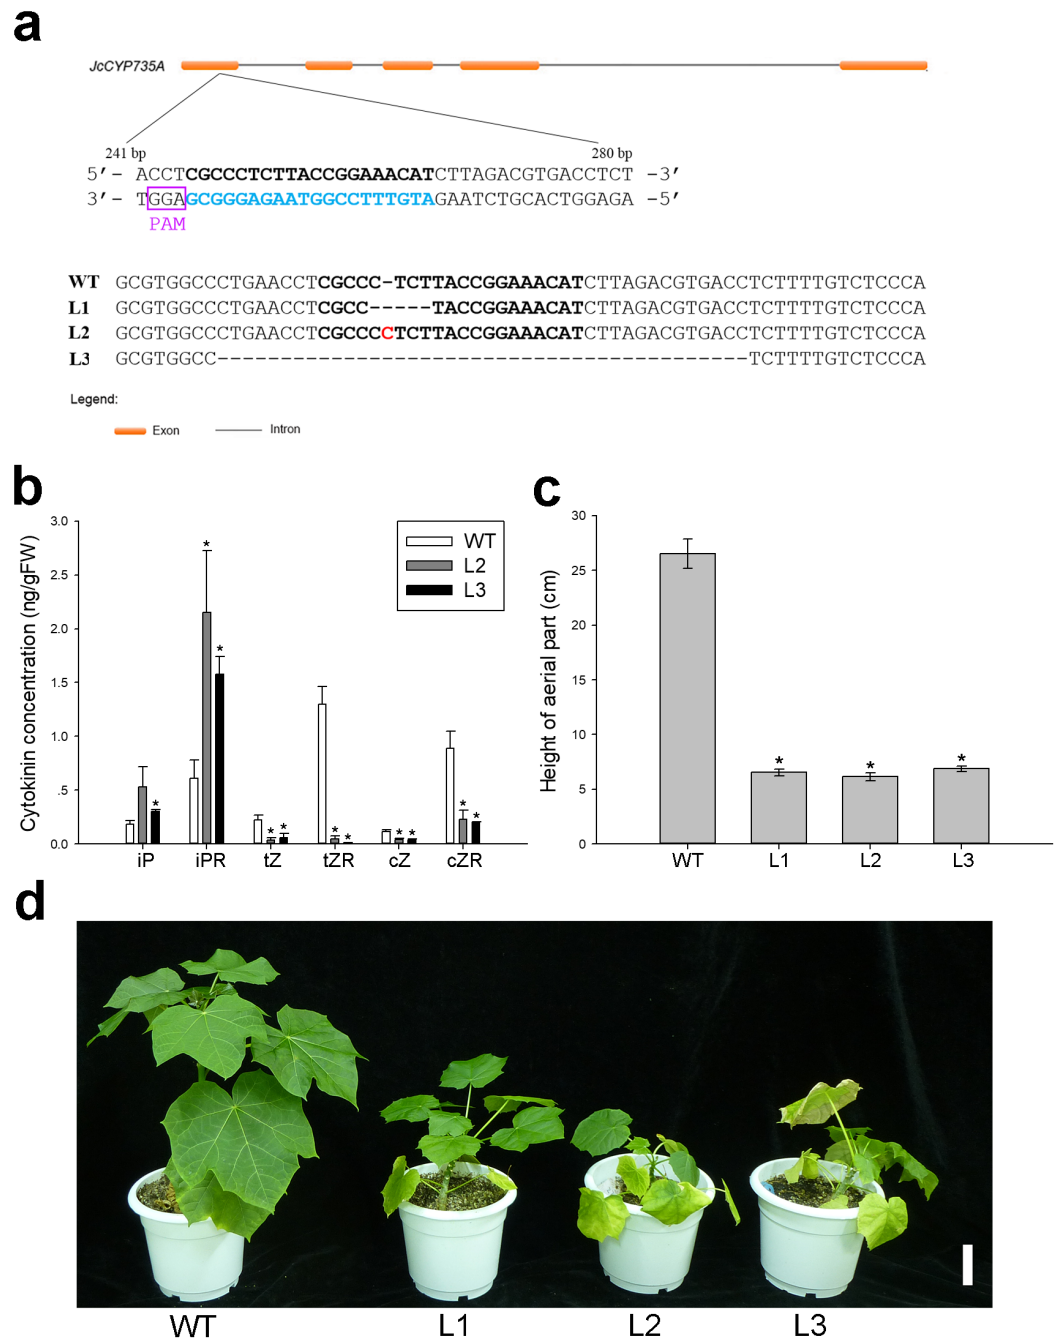 a
JcCYP735A
241 bp 280 bp
5′- ACCTCGCCCTCTTACCGGAAACATCTTAGACGTGACCTCT -3′
3′- TGGAGCGGGAGAATGGCCTTTGTAGAATCTGCACTGGAGA -5′
PAM
WT GCGTGGCCCTGAACCTCGCCC-TCTTACCGGAAACATCTTAGACGTGACCTCTTTTGTCTCCCA
L1 GCGTGGCCCTGAACCTCGCC-----TACCGGAAACATCTTAGACGTGACCTCTTTTGTCTCCCA
L2 GCGTGGCCCTGAACCTCGCCCCTCTTACCGGAAACATCTTAGACGTGACCTCTTTTGTCTCCCA
L3 GCGTGGCC------------------------------------------TCTTTTGTCTCCCA
Legend:
Exon Intron
b
Cytokinin concentration (ng/gFW)
3.0
2.5
2.0
1.5
1.0
.5
0.0
WT
L2
L3
* * * * * * * * * * *
iP iPR tZ tZR cZ cZR
c
Height of aerial part (cm)
30
25
20
15
10
5
0
* * *
WT L1 L2 L3
d
WT L1 L2 L3